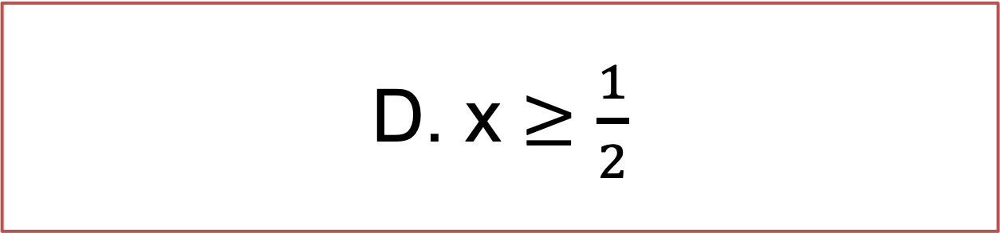 D. x ≥ 1/2